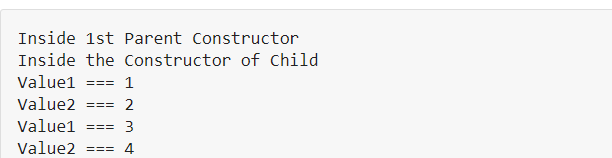 Inside 1st Parent Constructor
Inside the Constructor of Child
Value1 === 1
Value2 === 2
Value1 === 3
Value2 === 4